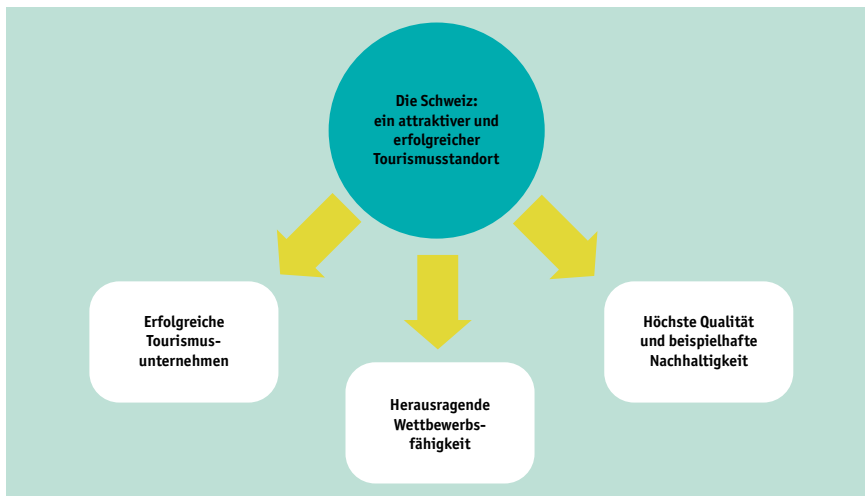 Die Schweiz:
ein attraktiver und
erfolgreicher
Tourismusstandort
Erfolgreiche
Tourismus-
unternehmen
Herausragende
Wettbewerbs-
fähigkeit
Höchste Qualität
und beispielhafte
Nachhaltigkeit